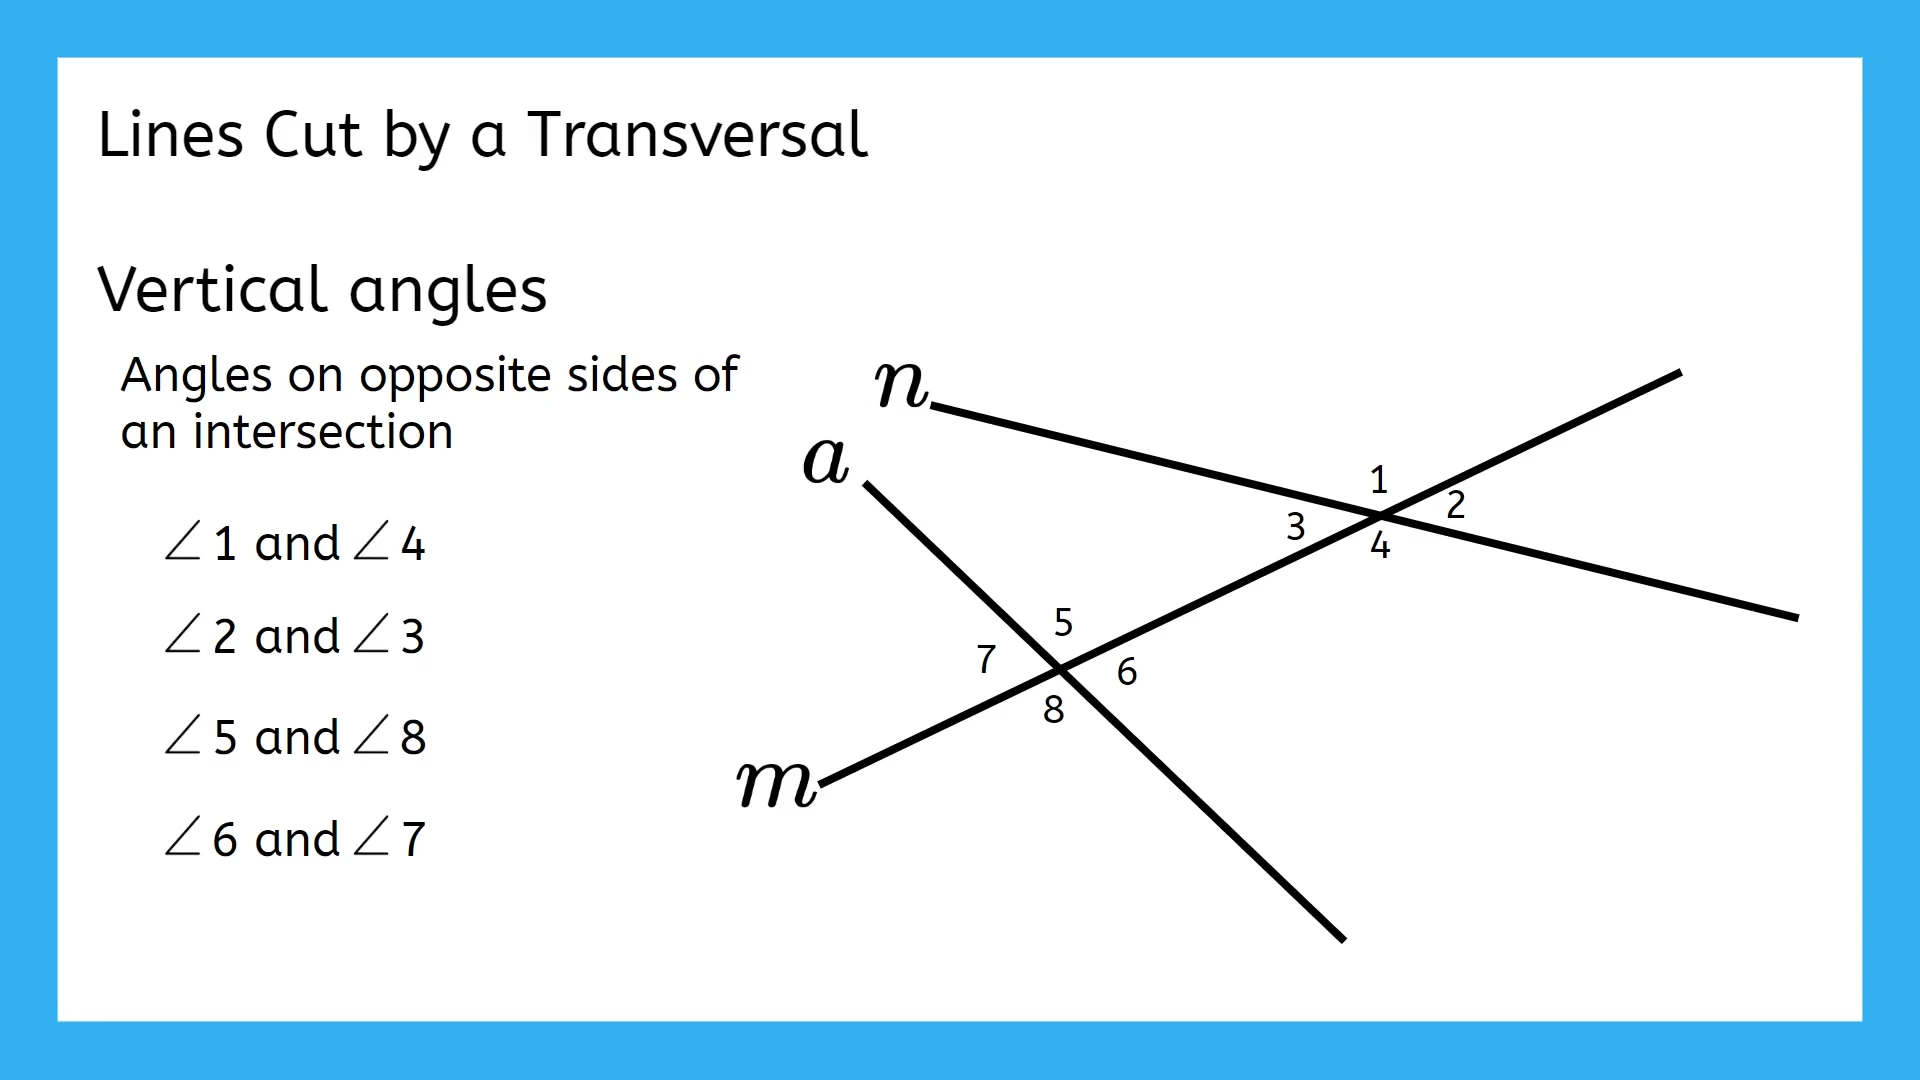 Lines Cut by a Transversal
Vertical angles
Angles on opposite sides of
an intersection
∠1 and ∠4
∠2 and ∠3
∠5 and ∠8
∠6 and ∠7
n
a
m
1
2
3
4
5
6
7
8